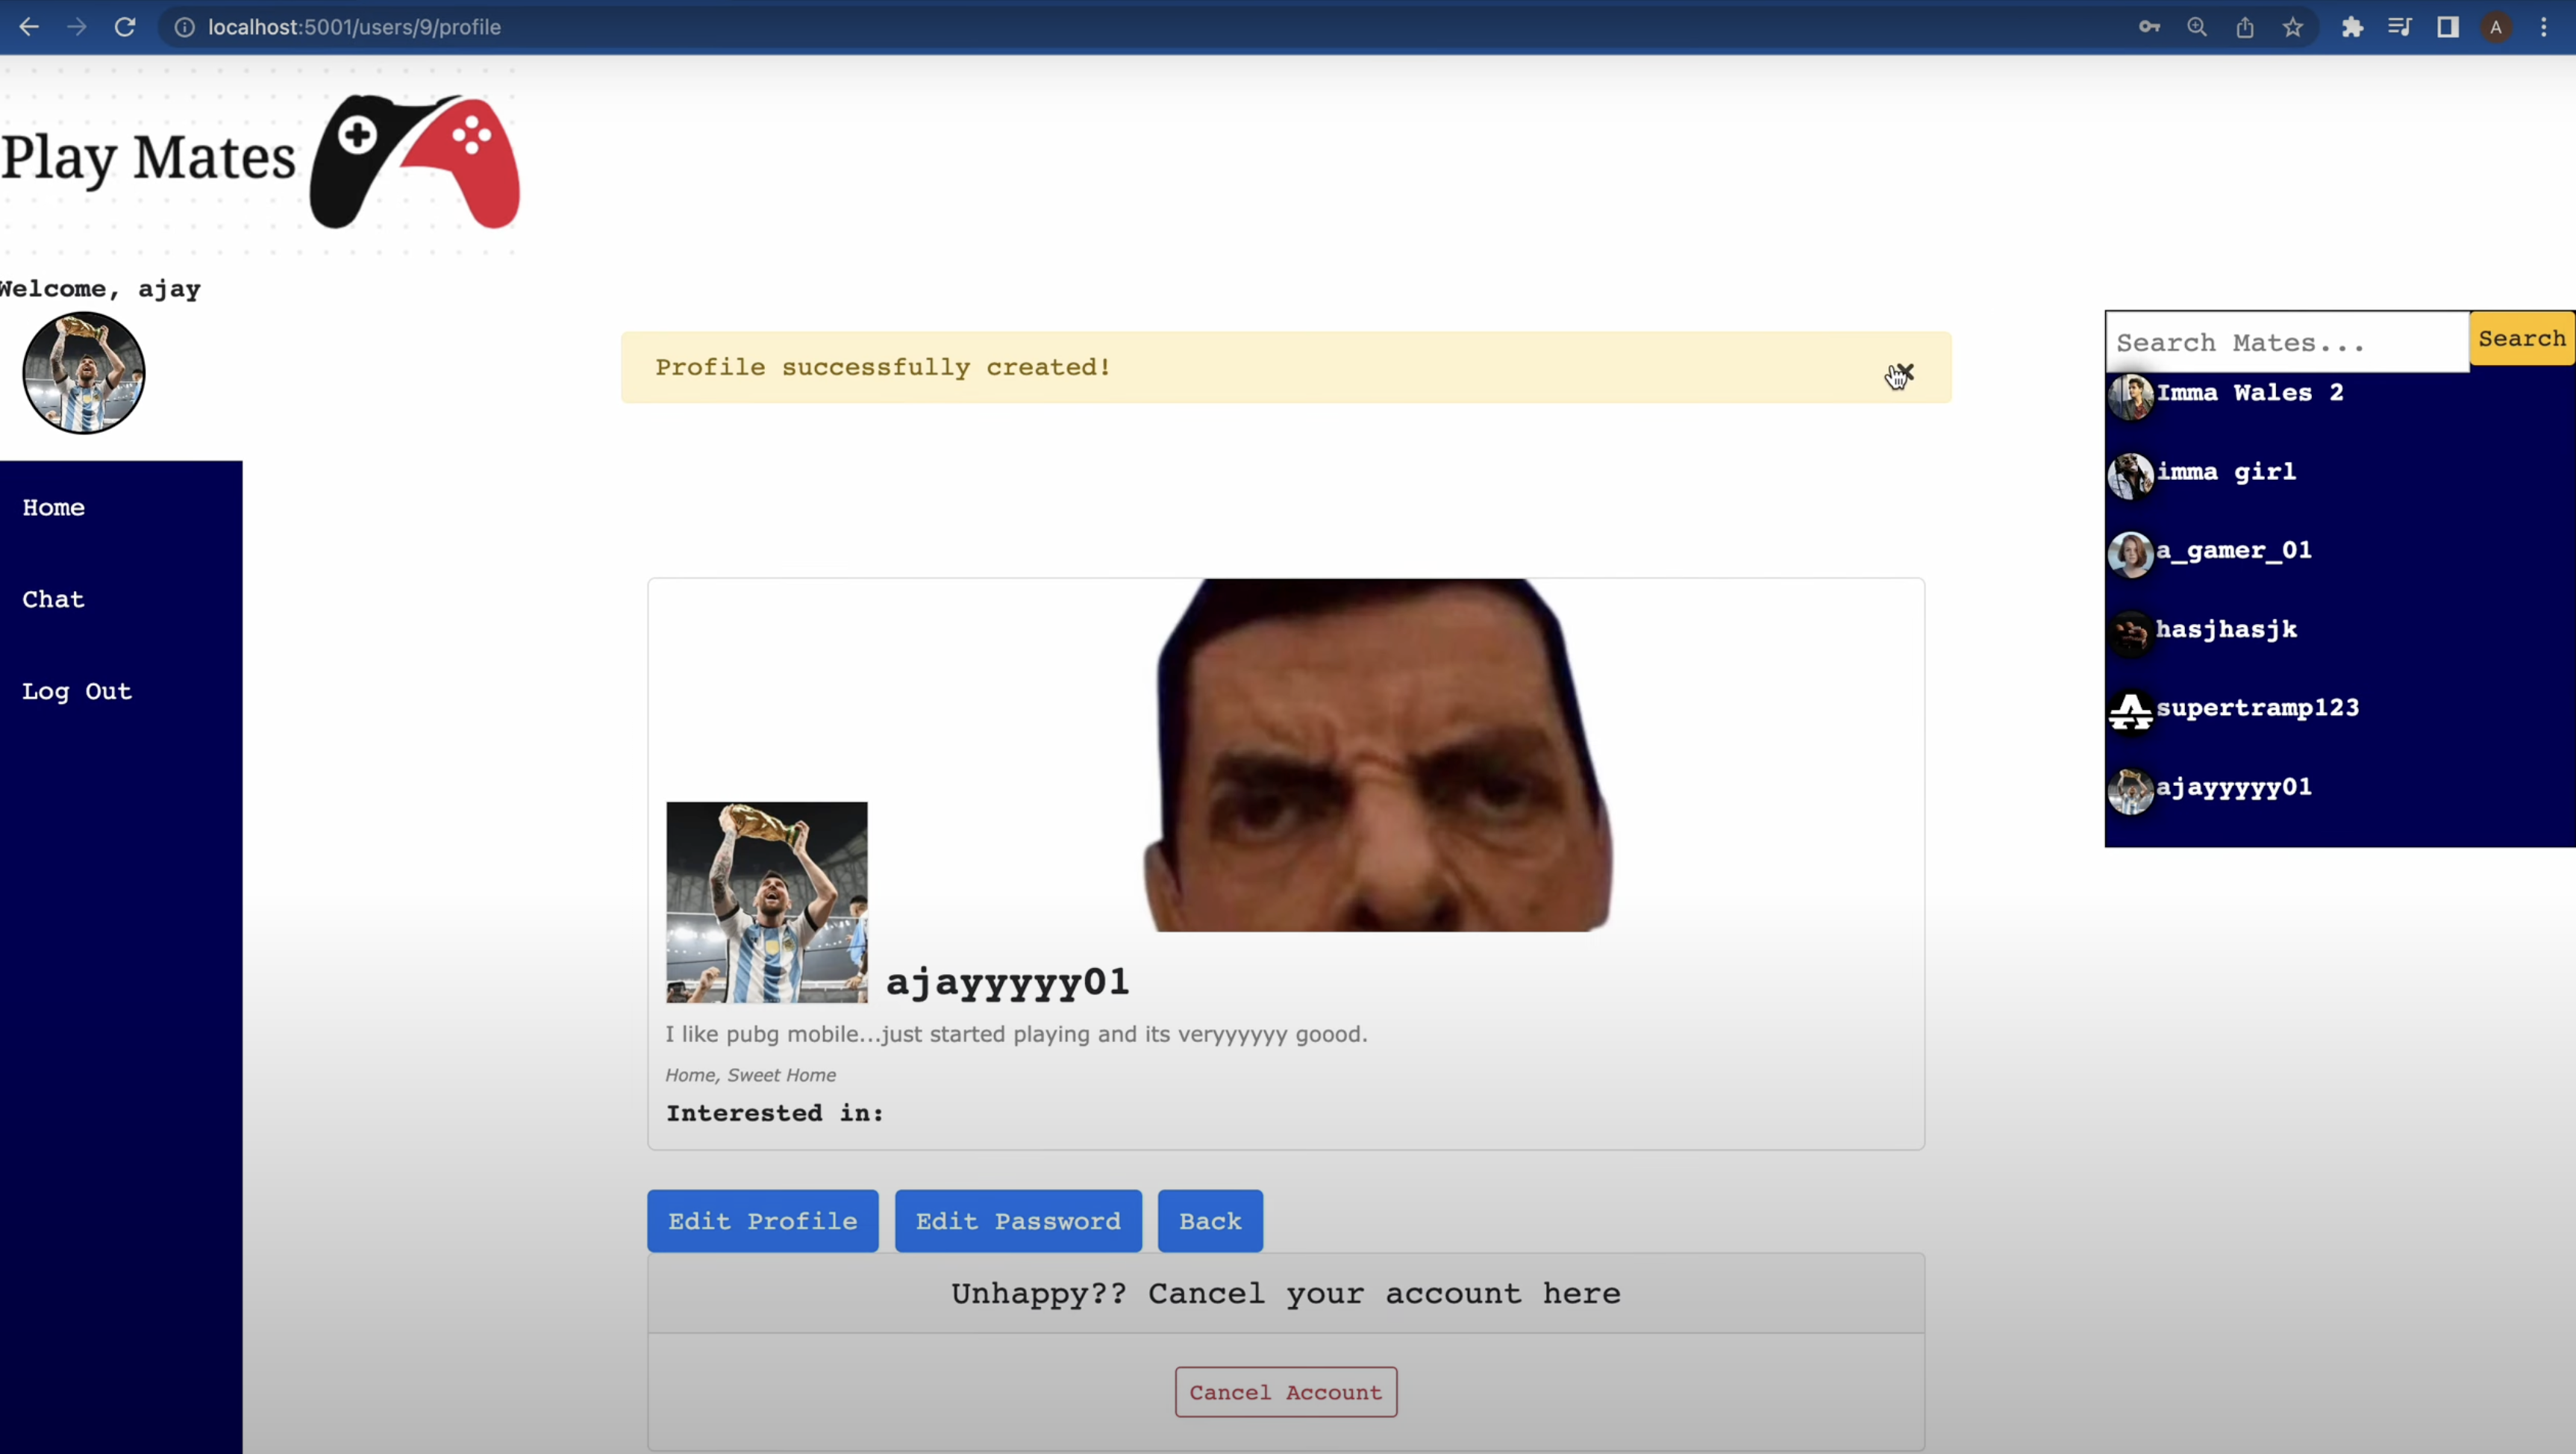 localhost:5001/users/9/profile
A
Play Mates
Welcome, ajay
Home
Chat
Log Out
Profile successfully created!
ajayyyyy01
I like pubg mobile...just started playing and its veryyyyyy goood.
Home, Sweet Home
Interested in:
Edit Profile
Edit Password
Back
Unhappy?? Cancel your account here
Cancel Account
Search Mates...
Search
Imma Wales 2
imma girl
a_gamer_01
hasjhasjk
supertramp123
ajayyyyy01